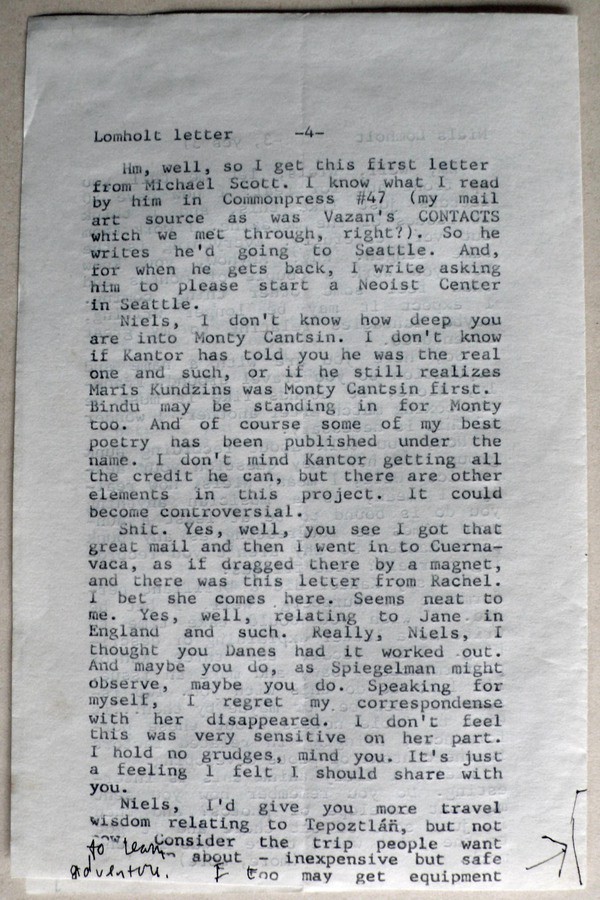 Lomholt letter -4-
Hm, well, so I get this first letter
from Michael Scott. I know what I read
by him in Commonpress #47 (my mail
art source as was Vazan's CONTACTS
which we met through, right?). So he
writes he'd going to Seattle. And,
for when he gets back, I write asking
him to please start a Neoist Center
in Seattle.
Niels, I don't know how deep you
are into Monty Cantsin. I don't know
if Kantor has told you he was the real
one and such, or if he still realizes
Maris Kundzins was Monty Cantsin first.
Bindu may be standing in for Monty
too. And of course some of my best
poetry has been published under the
name. I don't mind Kantor getting all
the credit he can, but there are other
elements in this project. It could
become controversial.
Shit. Yes, well, you see I got that
great mail and then I went in to Cuerna-
vaca, as if dragged there by a magnet,
and there was this letter from Rachel.
I bet she comes here. Seems neat to
me. Yes, well, relating to Jane in
England and such. Really, Niels, I
thought you Danes had it worked out.
And maybe you do, as Spiegelman might
observe, maybe you do. Speaking for
myself, I regret my correspondense
with her disappeared. I don't feel
this was very sensitive on her part.
I hold no grudges, mind you. It's just
a feeling I felt I should share with
you.
Niels, I'd give you more travel
wisdom relating to Tepoztlán, but not
now. Consider the trip people want
to learn about - inexpensive but safe
adventure. I too may get equipment